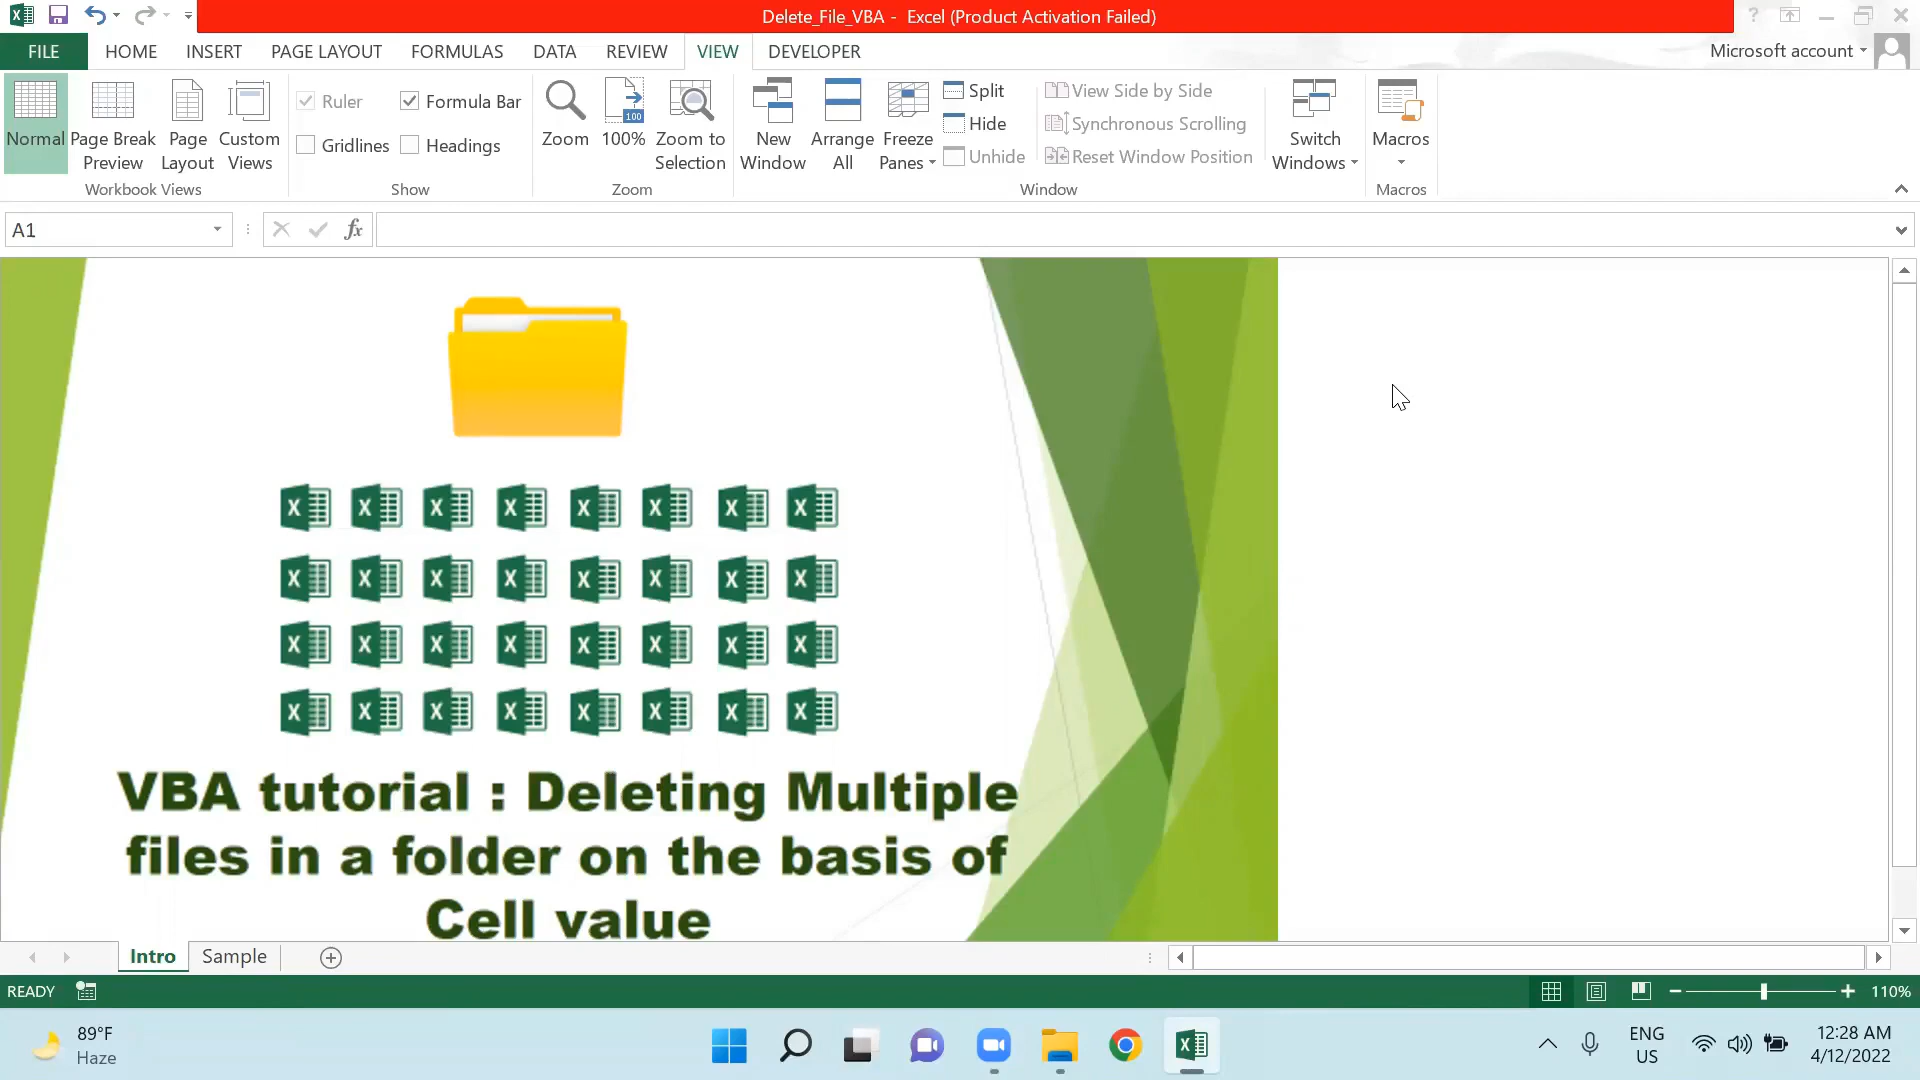 Delete_File_VBA - Excel (Product Activation Failed)
?
FILE HOME INSERT PAGE LAYOUT FORMULAS DATA REVIEW VIEW DEVELOPER Microsoft account
Normal
Page Break
Preview
Page
Layout
Custom
Views
Workbook Views
Ruler
Formula Bar
Gridlines
Headings
Show
Zoom
100
100%
Zoom to
Selection
Zoom
New
Window
Arrange
All
Freeze
Panes
Split
Hide
Unhide
View Side by Side
Synchronous Scrolling
Reset Window Position
Switch
Windows
Window
Macros
Macros
A1
fx
VBA tutorial : Deleting Multiple
files in a folder on the basis of
Cell value
Intro Sample
READY 110%
89°F
Haze
ENG
US
12:28 AM
4/12/2022